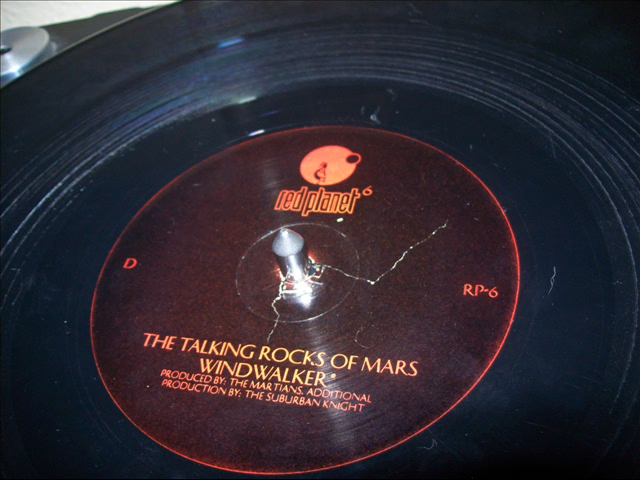 red planet 6
D
RP-6
THE TALKING ROCKS OF MARS
WINDWALKER*
PRODUCED BY: THE MARTIANS. ADDITIONAL
PRODUCTION BY: THE SUBURBAN KNIGHT